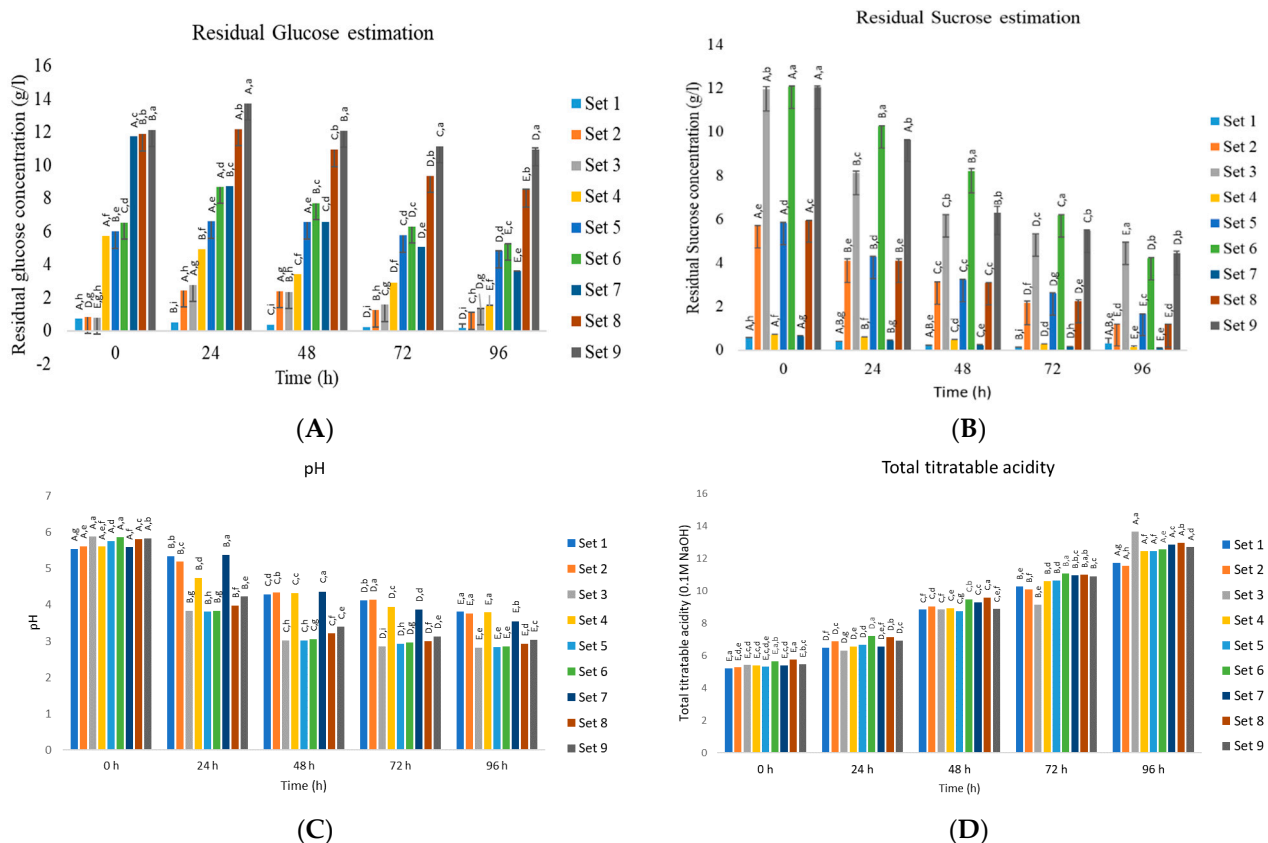 Residual Glucose estimation
Residual glucose concentration (g/l)
16
14
12
10
8
6
4
2
0
-2
A,h
D,g
E,g,h
A,f
B,e
C,d
A,c
B,b
B,a
B,i
A,h
A,g
B,f
A,e
A,d
B,c
A,b
A,a
C,i
A,g
B,h
C,f
A,e
B,c
C,d
C,b
B,a
D,i
B,h
C,g
D,f
C,d
C,c
D,e
D,b
C,a
D,i
C,h
D,g
E,f
D,d
E,c
E,e
E,b
D,a
0
24
48
72
96
Time (h)
Set 1
Set 2
Set 3
Set 4
Set 5
Set 6
Set 7
Set 8
Set 9
(A)
Residual Sucrose estimation
Residual Sucrose concentration (g/l)
14
12
10
8
6
4
2
0
A,h
A,e
A,b
A,f
A,d
A,a
A,g
A,c
A,a
A,B,g
B,e
B,c
B,f
B,d
A,a
B,g
B,e
A,b
A,B,e
C,c
C,b
C,d
C,c
B,a
C,e
C,c
B,b
B,i
D,f
D,c
D,d
D,g
C,a
D,h
D,e
C,b
A,B,e
E,d
E,a
E,e
E,c
D,b
E,e
E,d
D,b
0
24
48
72
96
Time (h)
Set 1
Set 2
Set 3
Set 4
Set 5
Set 6
Set 7
Set 8
Set 9
(B)
pH
pH
7
6
5
4
3
2
1
0
A,g
A,e
A,a
A,e,f
A,d
A,a
A,f
A,c
A,b
B,b
B,c
B,g
B,d
B,h
B,g
B,a
B,f
B,e
C,d
C,b
C,h
C,c
C,h
C,g
C,a
C,f
C,e
D,b
D,a
D,i
D,c
D,h
D,g
D,d
D,f
D,e
E,a
E,a
E,e
E,a
E,e
E,e
E,b
E,d
E,c
0 h
24 h
48 h
72 h
96 h
Time (h)
Set 1
Set 2
Set 3
Set 4
Set 5
Set 6
Set 7
Set 8
Set 9
(C)
Total titratable acidity
Total titratable acidity (0.1M NaOH)
16
14
12
10
8
6
4
2
0
E,a
E,d,e
E,c,d
E,c,d
E,c,d,e
E,a,b
E,c,d
E,a
E,b,c
D,f
D,c
D,g
D,e
D,e
D,a
D,e,f
D,b
D,c
C,f
C,d
C,f
C,e
C,g
C,b
C,c
C,a
C,e,f
B,e
B,f
B,g
B,d
B,d
B,a
B,b,c
B,a,b
B,c
A,g
A,h
A,a
A,f
A,f
A,e
A,c
A,b
A,d
0 h
24 h
48 h
72 h
96 h
Time (h)
Set 1
Set 2
Set 3
Set 4
Set 5
Set 6
Set 7
Set 8
Set 9
(D)